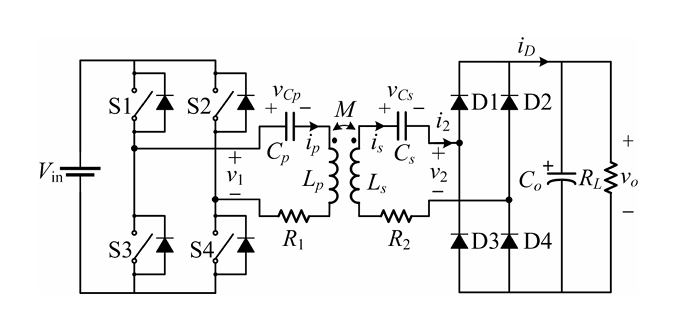 i_D
v_Cp
+ −
M
v_Cs
+ −
S1
S2
D1
D2
i_p
i_s
i_2
C_p
C_s
+
v_1
−
+
v_2
−
V_in
L_p
L_s
C_o
+
R_L
+
v_o
−
R_1
R_2
S3
S4
D3
D4